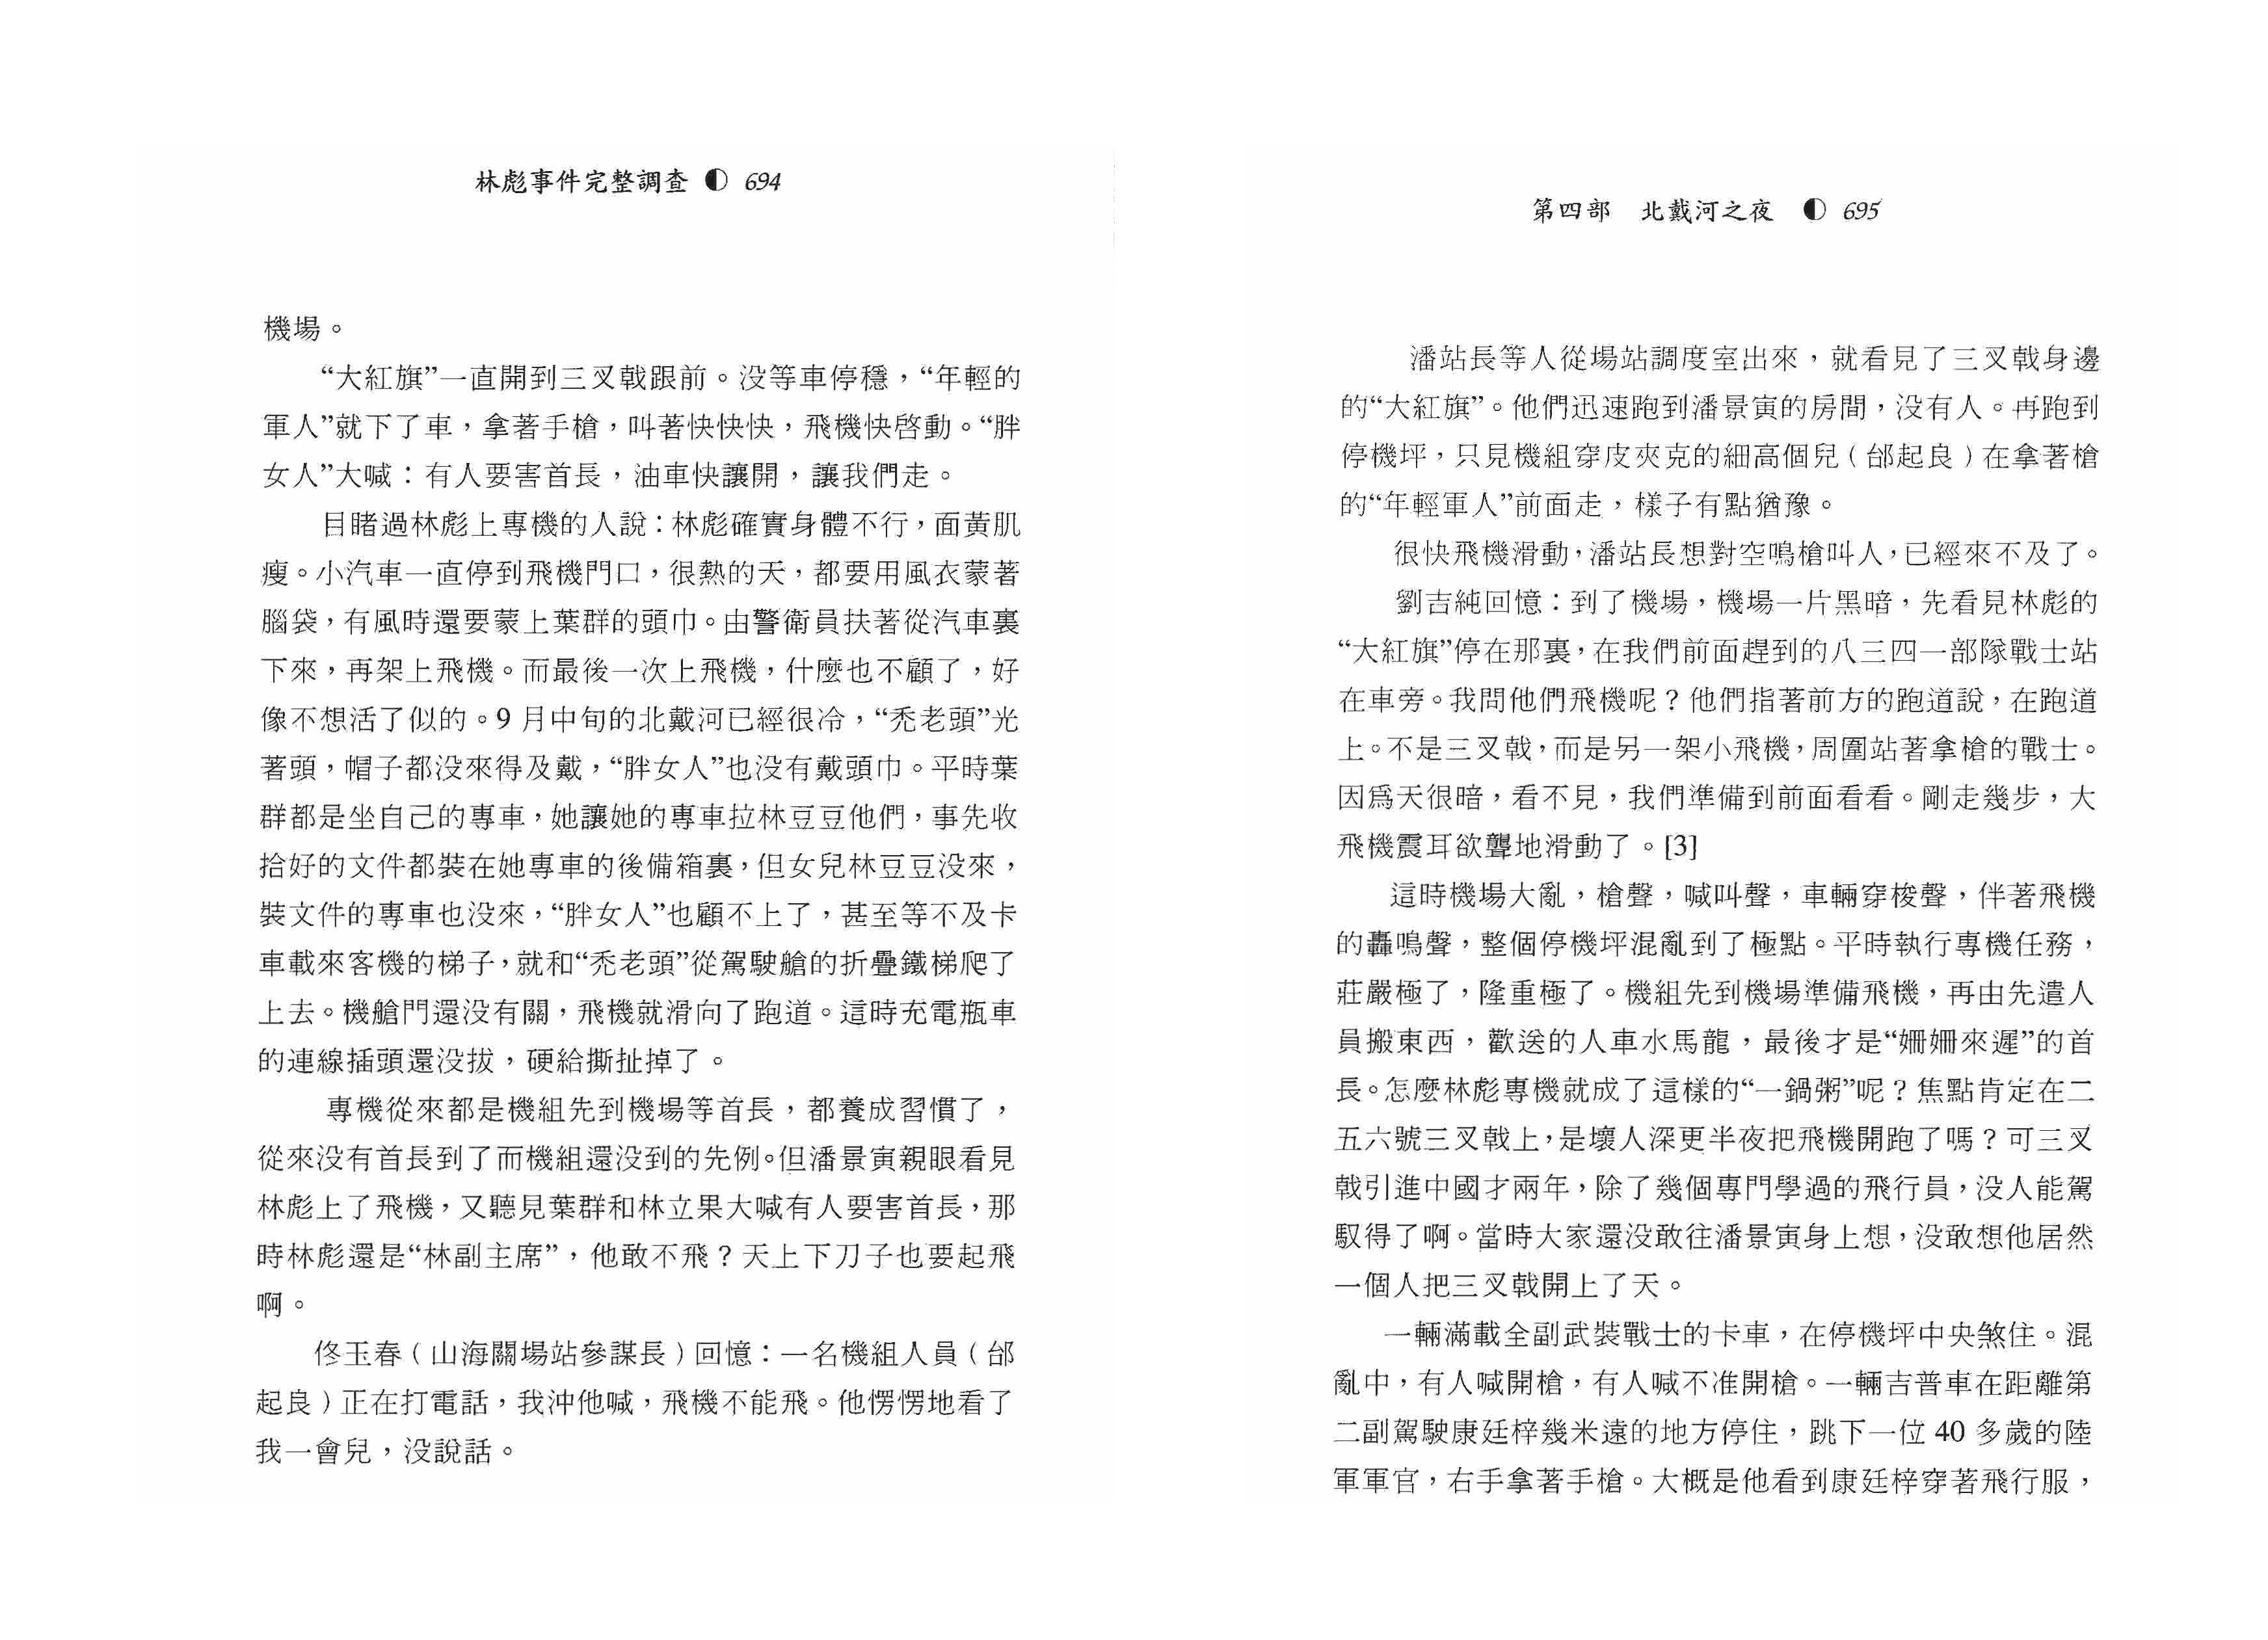 林彪事件完整調查 ◐ 694
機場。
“大紅旗”一直開到三叉戟跟前。没等車停穩，“年輕的
軍人”就下了車，拿著手槍，叫著快快快，飛機快啓動。“胖
女人”大喊：有人要害首長，油車快讓開，讓我們走。
目睹過林彪上專機的人說：林彪確實身體不行，面黃肌
瘦。小汽車一直停到飛機門口，很熱的天，都要用風衣蒙著
腦袋，有風時還要蒙上葉群的頭巾。由警衛員扶著從汽車裏
下來，再架上飛機。而最後一次上飛機，什麼也不顧了，好
像不想活了似的。9 月中旬的北戴河已經很冷，“禿老頭”光
著頭，帽子都没來得及戴，“胖女人”也没有戴頭巾。平時葉
群都是坐自己的專車，她讓她的專車拉林豆豆他們，事先收
拾好的文件都裝在她專車的後備箱裏，但女兒林豆豆没來，
裝文件的專車也没來，“胖女人”也顧不上了，甚至等不及卡
車載來客機的梯子，就和“禿老頭”從駕駛艙的折疊鐵梯爬了
上去。機艙門還没有關，飛機就滑向了跑道。這時充電瓶車
的連線插頭還没拔，硬給撕扯掉了。
專機從來都是機組先到機場等首長，都養成習慣了，
從來没有首長到了而機組還没到的先例。但潘景寅親眼看見
林彪上了飛機，又聽見葉群和林立果大喊有人要害首長，那
時林彪還是“林副主席”，他敢不飛？天上下刀子也要起飛
啊。
佟玉春（山海關場站參謀長）回憶：一名機組人員（邰
起良）正在打電話，我沖他喊，飛機不能飛。他愣愣地看了
我一會兒，没說話。
第四部　北戴河之夜 ◐ 695
潘站長等人從場站調度室出來，就看見了三叉戟身邊
的“大紅旗”。他們迅速跑到潘景寅的房間，没有人。再跑到
停機坪，只見機組穿皮夾克的細高個兒（邰起良）在拿著槍
的“年輕軍人”前面走，樣子有點猶豫。
很快飛機滑動，潘站長想對空鳴槍叫人，已經來不及了。
劉吉純回憶：到了機場，機場一片黑暗，先看見林彪的
“大紅旗”停在那裏，在我們前面趕到的八三四一部隊戰士站
在車旁。我問他們飛機呢？他們指著前方的跑道說，在跑道
上。不是三叉戟，而是另一架小飛機，周圍站著拿槍的戰士。
因爲天很暗，看不見，我們準備到前面看看。剛走幾步，大
飛機震耳欲聾地滑動了。[3]
這時機場大亂，槍聲，喊叫聲，車輛穿梭聲，伴著飛機
的轟鳴聲，整個停機坪混亂到了極點。平時執行專機任務，
莊嚴極了，隆重極了。機組先到機場準備飛機，再由先遣人
員搬東西，歡送的人車水馬龍，最後才是“姍姍來遲”的首
長。怎麼林彪專機就成了這樣的“一鍋粥”呢？焦點肯定在二
五六號三叉戟上，是壞人深更半夜把飛機開跑了嗎？可三叉
戟引進中國才兩年，除了幾個專門學過的飛行員，没人能駕
馭得了啊。當時大家還没敢往潘景寅身上想，没敢想他居然
一個人把三叉戟開上了天。
一輛滿載全副武裝戰士的卡車，在停機坪中央煞住。混
亂中，有人喊開槍，有人喊不准開槍。一輛吉普車在距離第
二副駕駛康廷梓幾米遠的地方停住，跳下一位 40 多歲的陸
軍軍官，右手拿著手槍。大概是他看到康廷梓穿著飛行服，